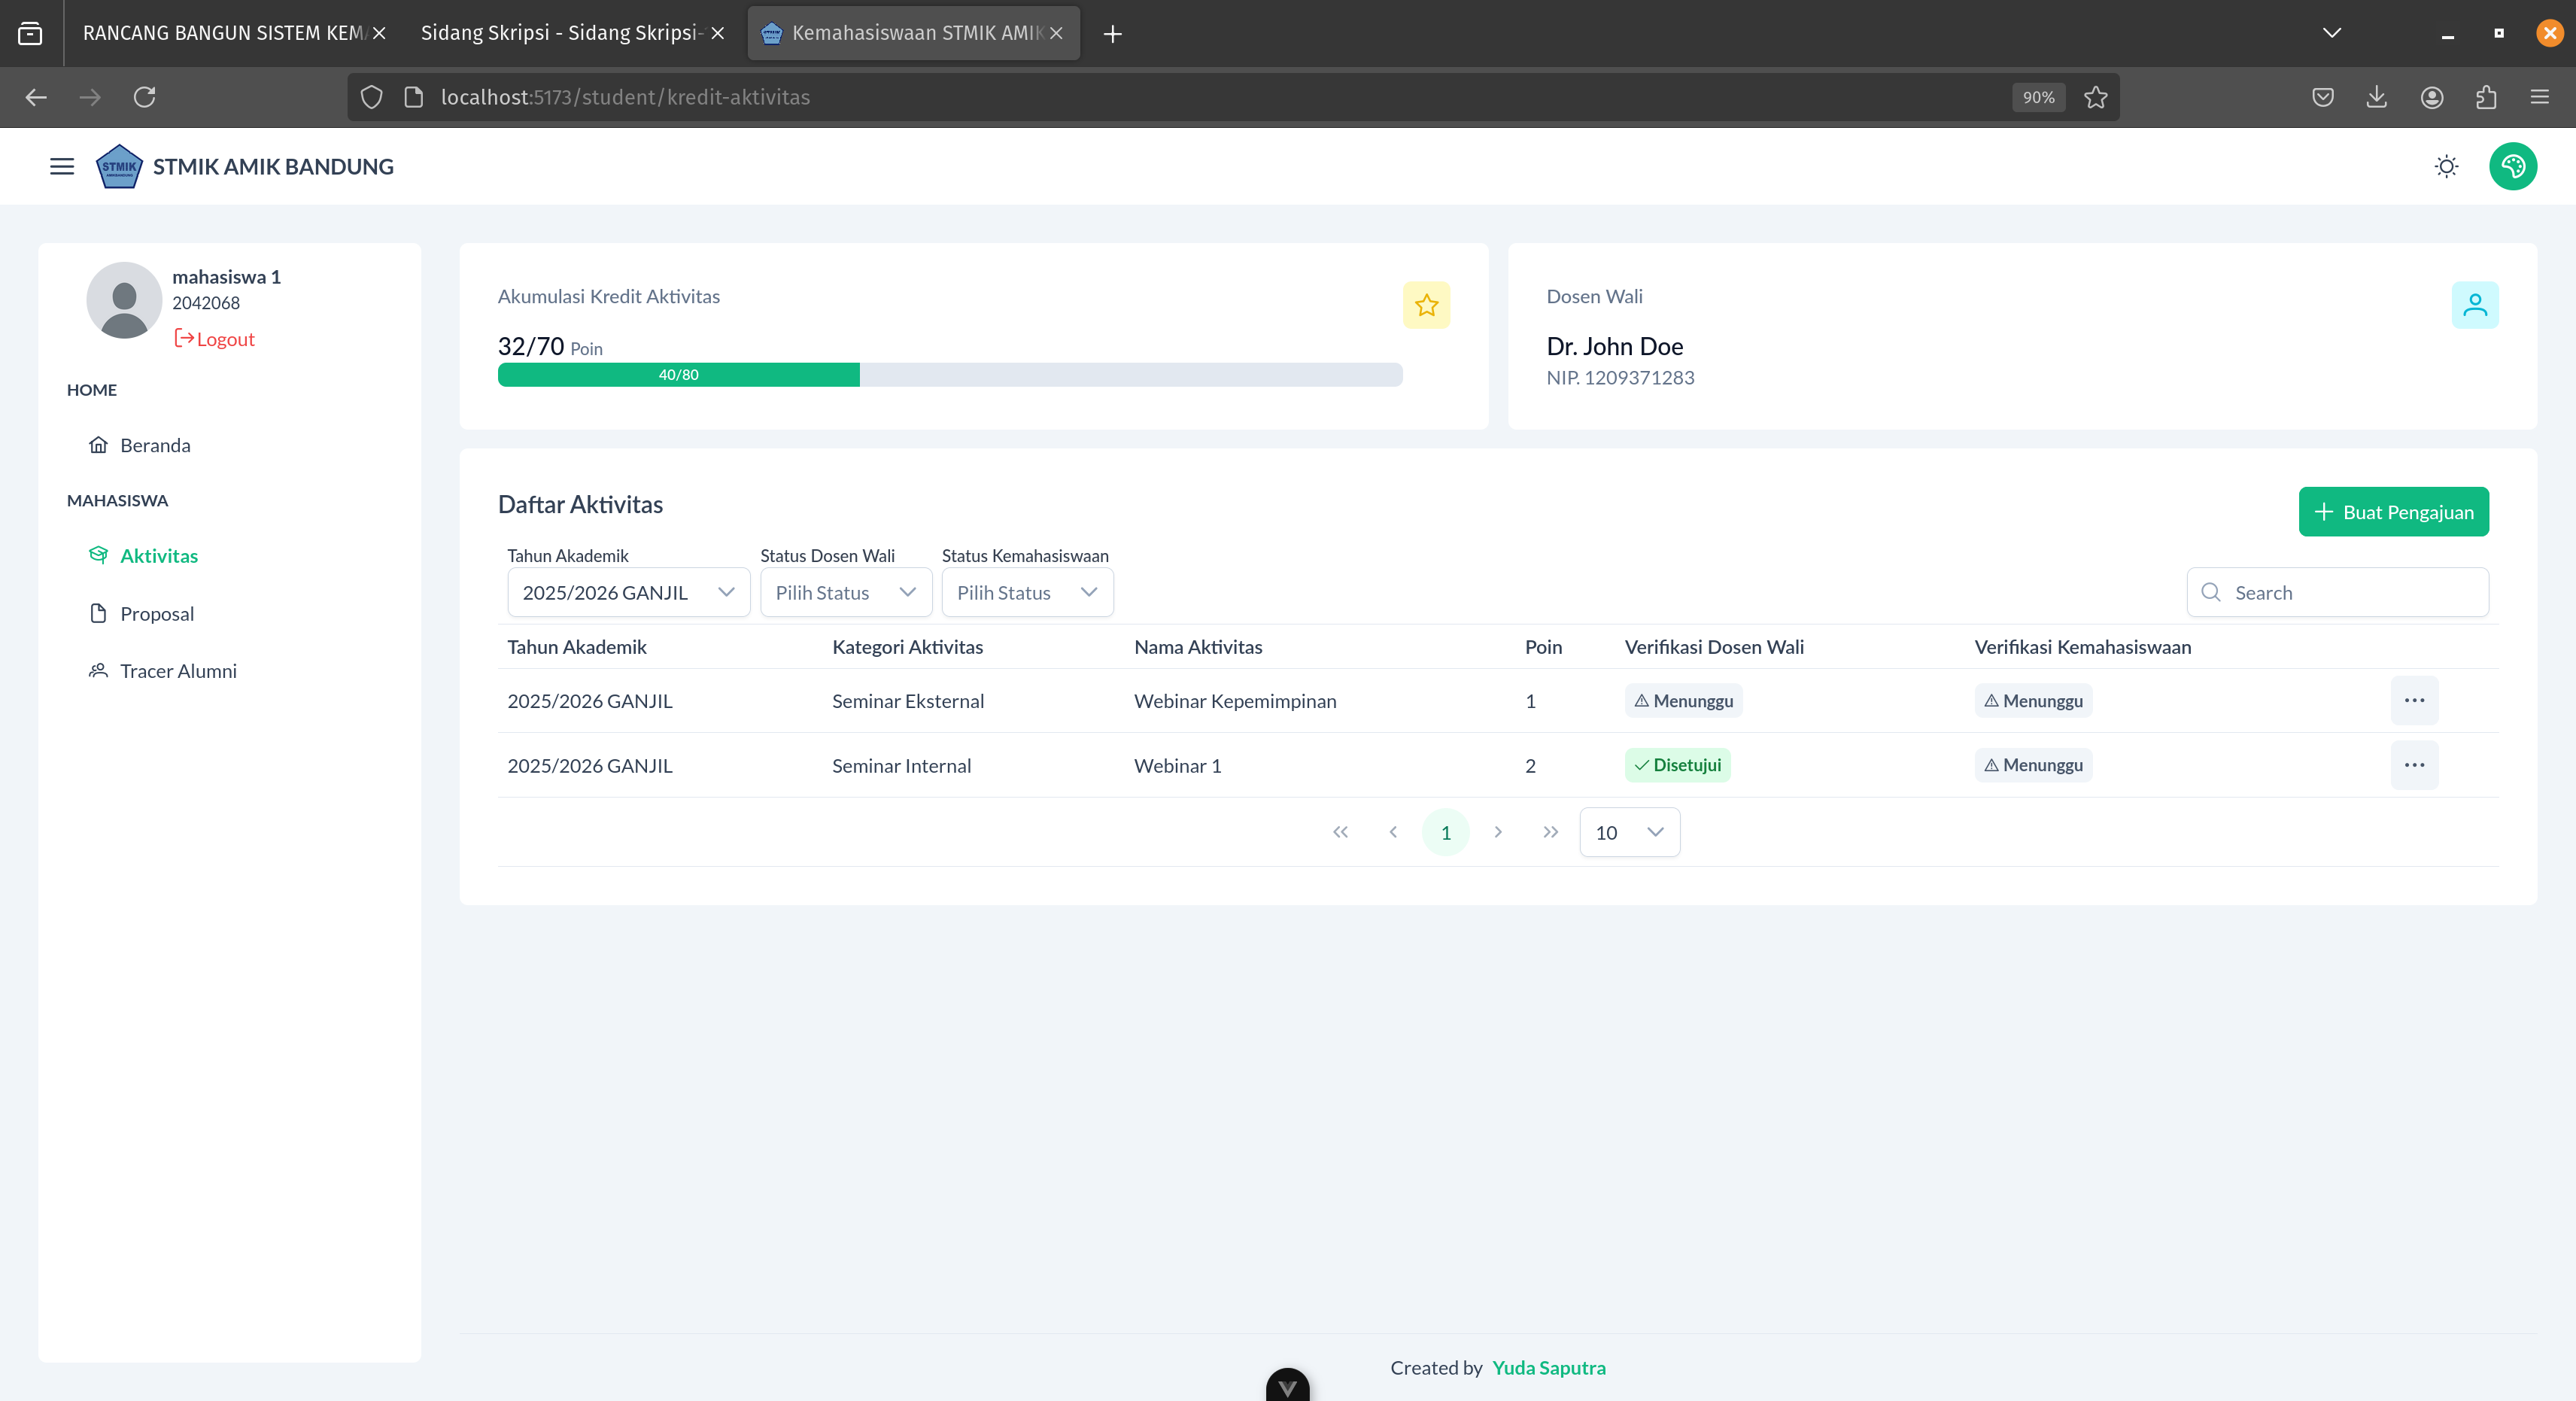 RANCANG BANGUN SISTEM KEM
Sidang Skripsi - Sidang Skripsi-
Kemahasiswaan STMIK AMIK
localhost:5173/student/kredit-aktivitas
90%
STMIK
STMIK AMIK BANDUNG
mahasiswa 1
2042068
Logout
HOME
Beranda
MAHASISWA
Aktivitas
Proposal
Tracer Alumni
Akumulasi Kredit Aktivitas
32/70 Poin
40/80
Dosen Wali
Dr. John Doe
NIP. 1209371283
Daftar Aktivitas
+ Buat Pengajuan
Tahun Akademik Status Dosen Wali Status Kemahasiswaan
2025/2026 GANJIL Pilih Status Pilih Status Search
Tahun Akademik Kategori Aktivitas Nama Aktivitas Poin Verifikasi Dosen Wali Verifikasi Kemahasiswaan
2025/2026 GANJIL Seminar Eksternal Webinar Kepemimpinan 1 Menunggu Menunggu ...
2025/2026 GANJIL Seminar Internal Webinar 1 2 Disetujui Menunggu ...
« ‹ 1 › » 10
Created by Yuda Saputra